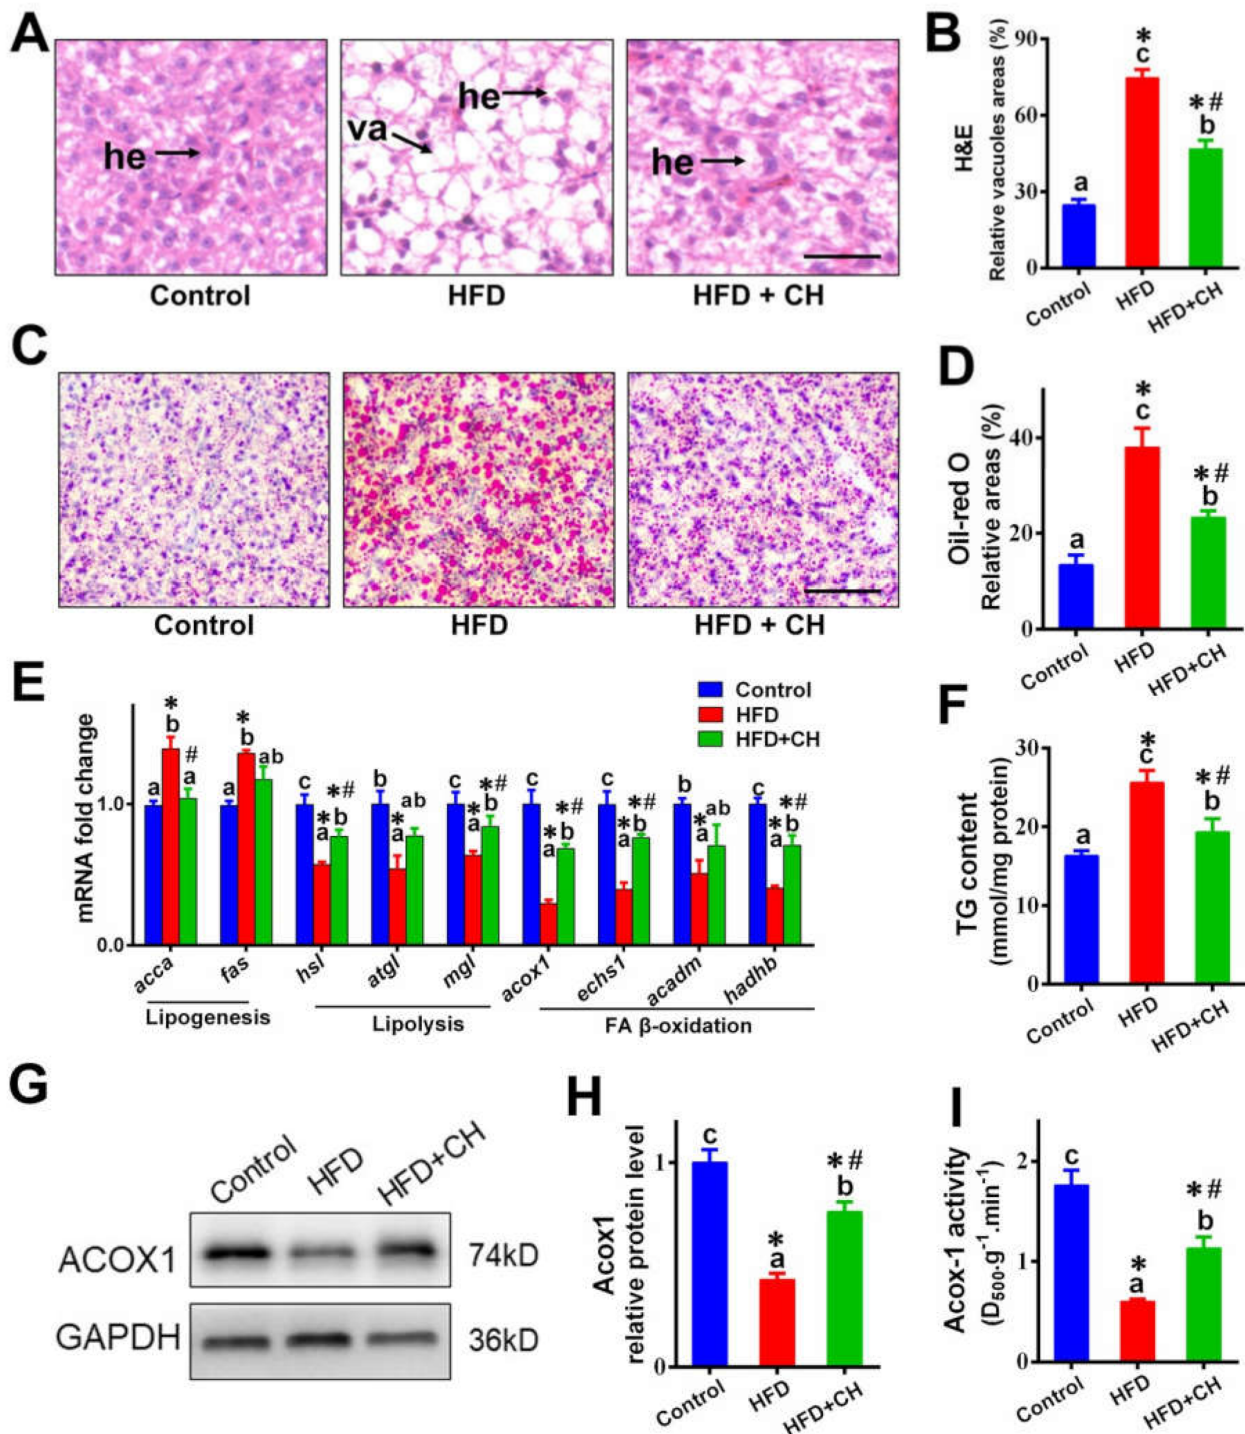 A
he
va
he
he
Control
HFD
HFD + CH
B
H&E
Relative vacuoles areas (%)
90
60
30
0
a
*
c
*#
b
Control
HFD
HFD+CH
C
Control
HFD
HFD + CH
D
Oil-red O
Relative areas (%)
40
20
0
a
*
c
*#
b
Control
HFD
HFD+CH
E
mRNA fold change
1.0
0.0
Control
HFD
HFD+CH
a
*
b
#
a
a
*
b
ab
c
*
a
*#
b
b
*
a
ab
c
*
a
*#
b
c
*
a
*#
b
c
*
a
*#
b
b
*
a
ab
c
*
a
*#
b
acca
fas
hsl
atgl
mgl
acox1
echs1
acadm
hadhb
Lipogenesis
Lipolysis
FA β-oxidation
F
TG content
(mmol/mg protein)
30
20
10
0
a
*
c
*#
b
Control
HFD
HFD+CH
G
Control
HFD
HFD+CH
ACOX1
74kD
GAPDH
36kD
H
Acox1
relative protein level
1
0
c
*
a
*#
b
Control
HFD
HFD+CH
I
Acox-1 activity
(D₅₀₀·g⁻¹.min⁻¹)
2
1
0
c
*
a
*#
b
Control
HFD
HFD+CH